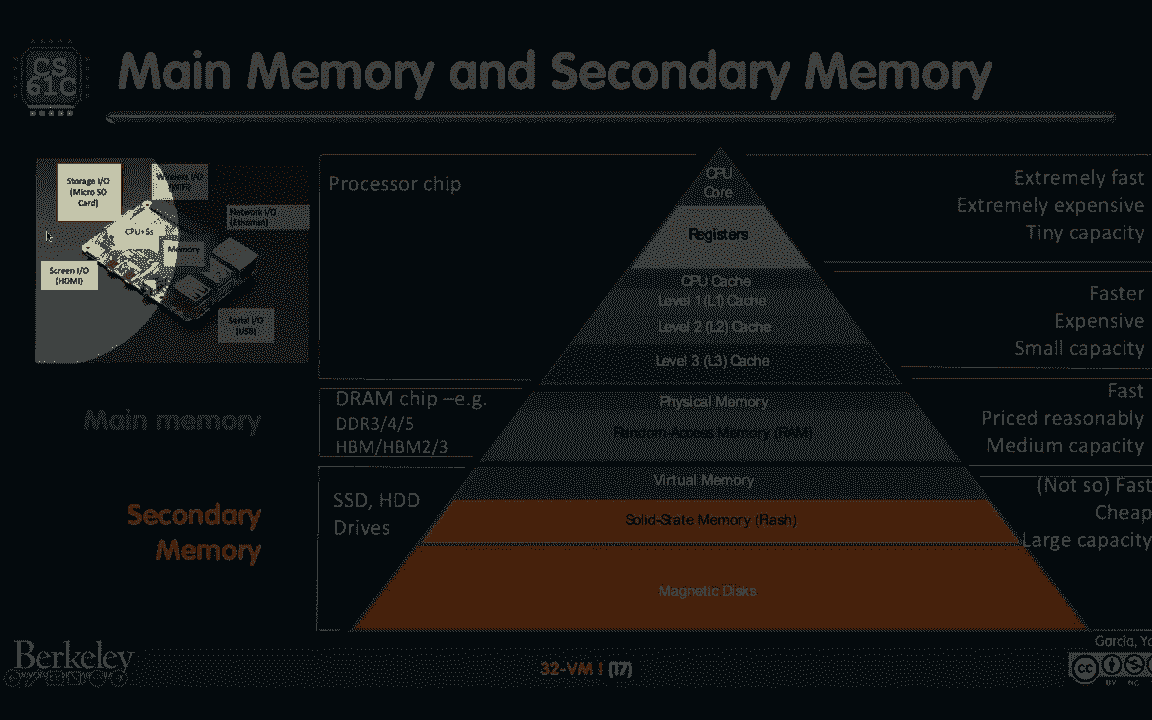 CS
61C
Main Memory and Secondary Memory
Storage I/O
(Micro SD
Card)
Wireless I/O
(WiFi)
Network I/O
(Ethernet)
CPU+$s
Memory
Screen I/O
(HDMI)
Serial I/O
(USB)
Processor chip
CPU
Core
Registers
CPU Cache
Level 1 (L1) Cache
Level 2 (L2) Cache
Level 3 (L3) Cache
Physical Memory
Random-Access Memory (RAM)
Virtual Memory
Solid-State Memory (Flash)
Magnetic Disks
Extremely fast
Extremely expensive
Tiny capacity
Faster
Expensive
Small capacity
Fast
Priced reasonably
Medium capacity
(Not so) Fast
Cheap
Large capacity
Main memory
DRAM chip –e.g.
DDR3/4/5
HBM/HBM2/3
Secondary
Memory
SSD, HDD
Drives
Berkeley
32-VM I (17)
Garcia,
cc
BY NC